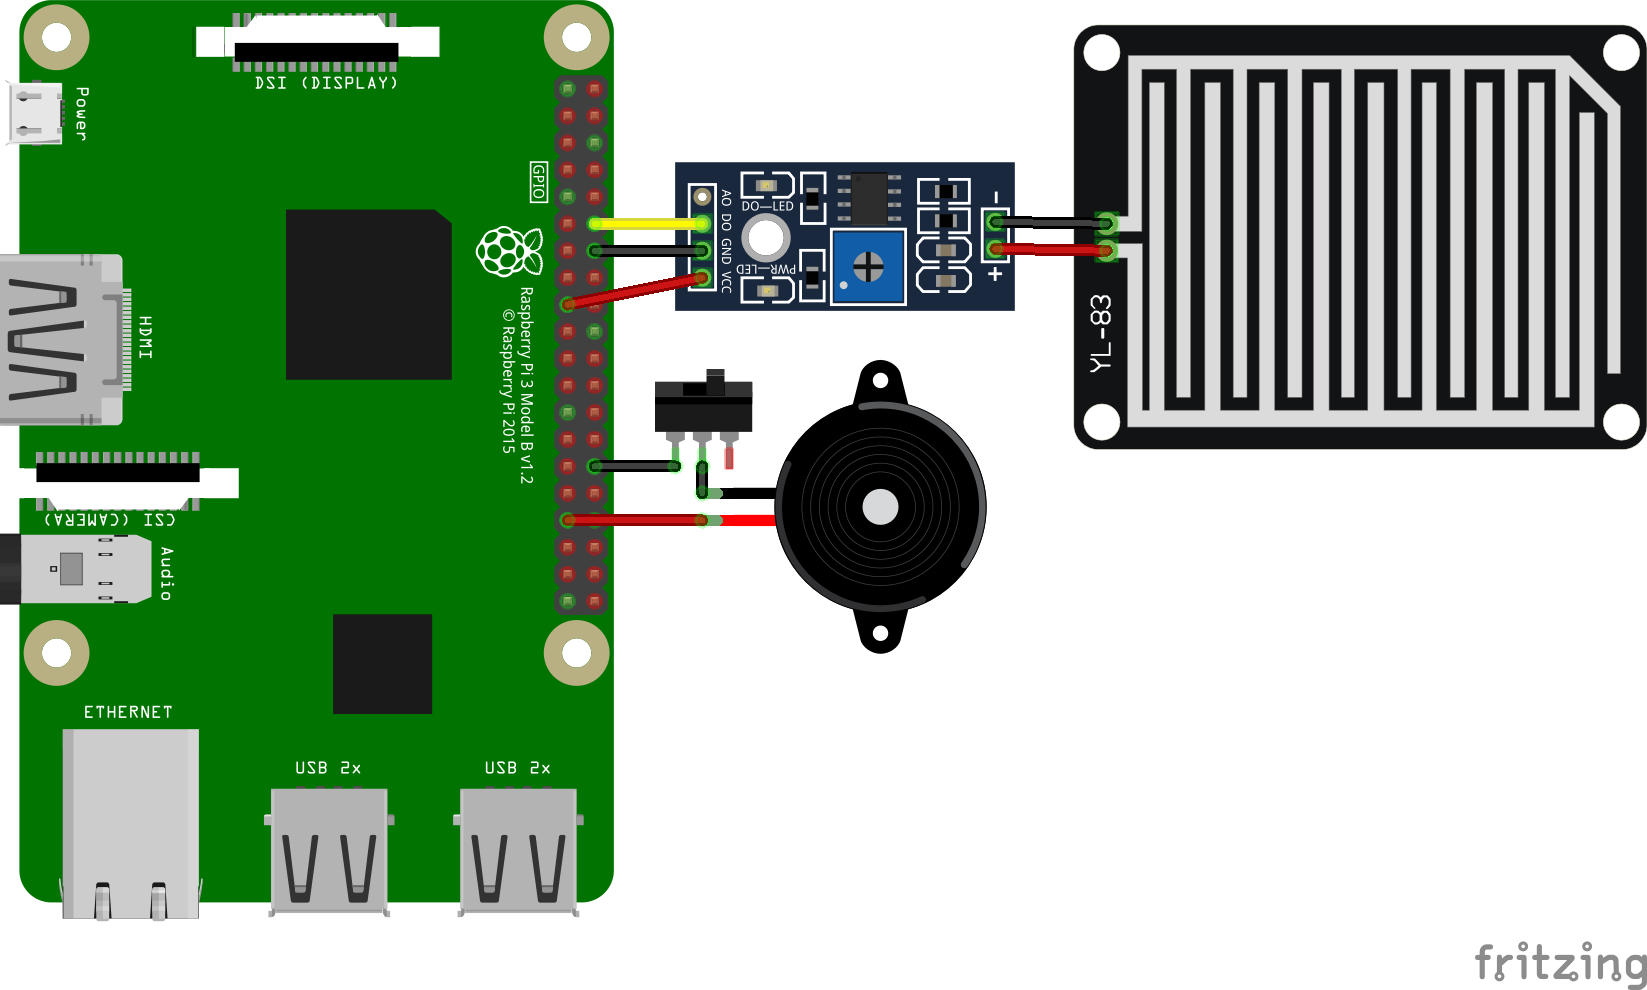 DSI (DISPLAY)
Power
GPIO
HDMI
Raspberry Pi 3 Model B v1.2
© Raspberry Pi 2015
CSI (CAMERA)
Audio
ETHERNET
USB 2x
USB 2x
AO
DO
GND
VCC
DO-LED
PWR-LED
-
+
YL-83
fritzing